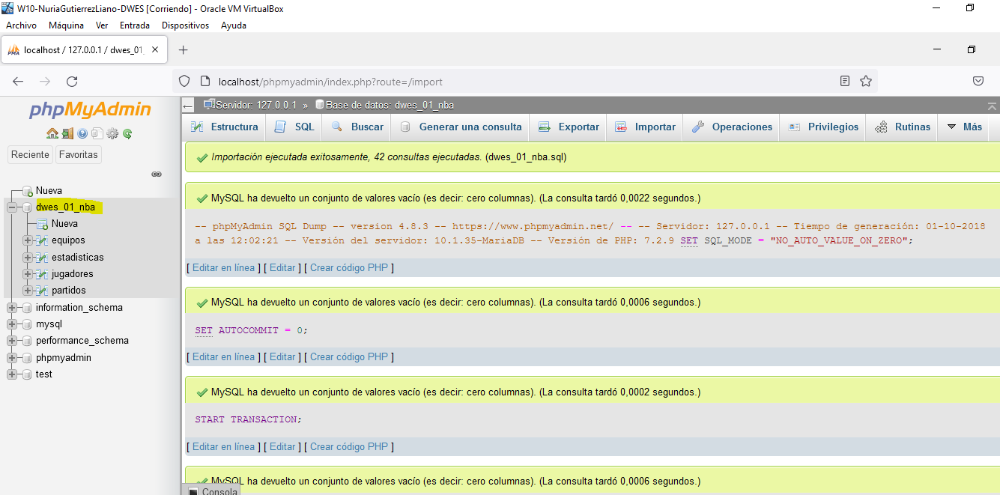 W10-NuriaGutierrezLiano-DWES [Corriendo] - Oracle VM VirtualBox
Archivo Máquina Ver Entrada Dispositivos Ayuda
localhost / 127.0.0.1 / dwes_01_
localhost/phpmyadmin/index.php?route=/import
phpMyAdmin
Reciente Favoritas
Nueva
dwes_01_nba
Nueva
equipos
estadisticas
jugadores
partidos
information_schema
mysql
performance_schema
phpmyadmin
test
Servidor: 127.0.0.1 » Base de datos: dwes_01_nba
Estructura SQL Buscar Generar una consulta Exportar Importar Operaciones Privilegios Rutinas Más
Importación ejecutada exitosamente, 42 consultas ejecutadas. (dwes_01_nba.sql)
MySQL ha devuelto un conjunto de valores vacío (es decir: cero columnas). (La consulta tardó 0,0022 segundos.)
-- phpMyAdmin SQL Dump -- version 4.8.3 -- https://www.phpmyadmin.net/ -- -- Servidor: 127.0.0.1 -- Tiempo de generación: 01-10-2018
a las 12:02:21 -- Versión del servidor: 10.1.35-MariaDB -- Versión de PHP: 7.2.9 SET SQL_MODE = "NO_AUTO_VALUE_ON_ZERO";
[ Editar en línea ] [ Editar ] [ Crear código PHP ]
MySQL ha devuelto un conjunto de valores vacío (es decir: cero columnas). (La consulta tardó 0,0006 segundos.)
SET AUTOCOMMIT = 0;
[ Editar en línea ] [ Editar ] [ Crear código PHP ]
MySQL ha devuelto un conjunto de valores vacío (es decir: cero columnas). (La consulta tardó 0,0002 segundos.)
START TRANSACTION;
[ Editar en línea ] [ Editar ] [ Crear código PHP ]
MySQL ha devuelto un conjunto de valores vacío (es decir: cero columnas). (La consulta tardó 0,0006 segundos.)
Consola